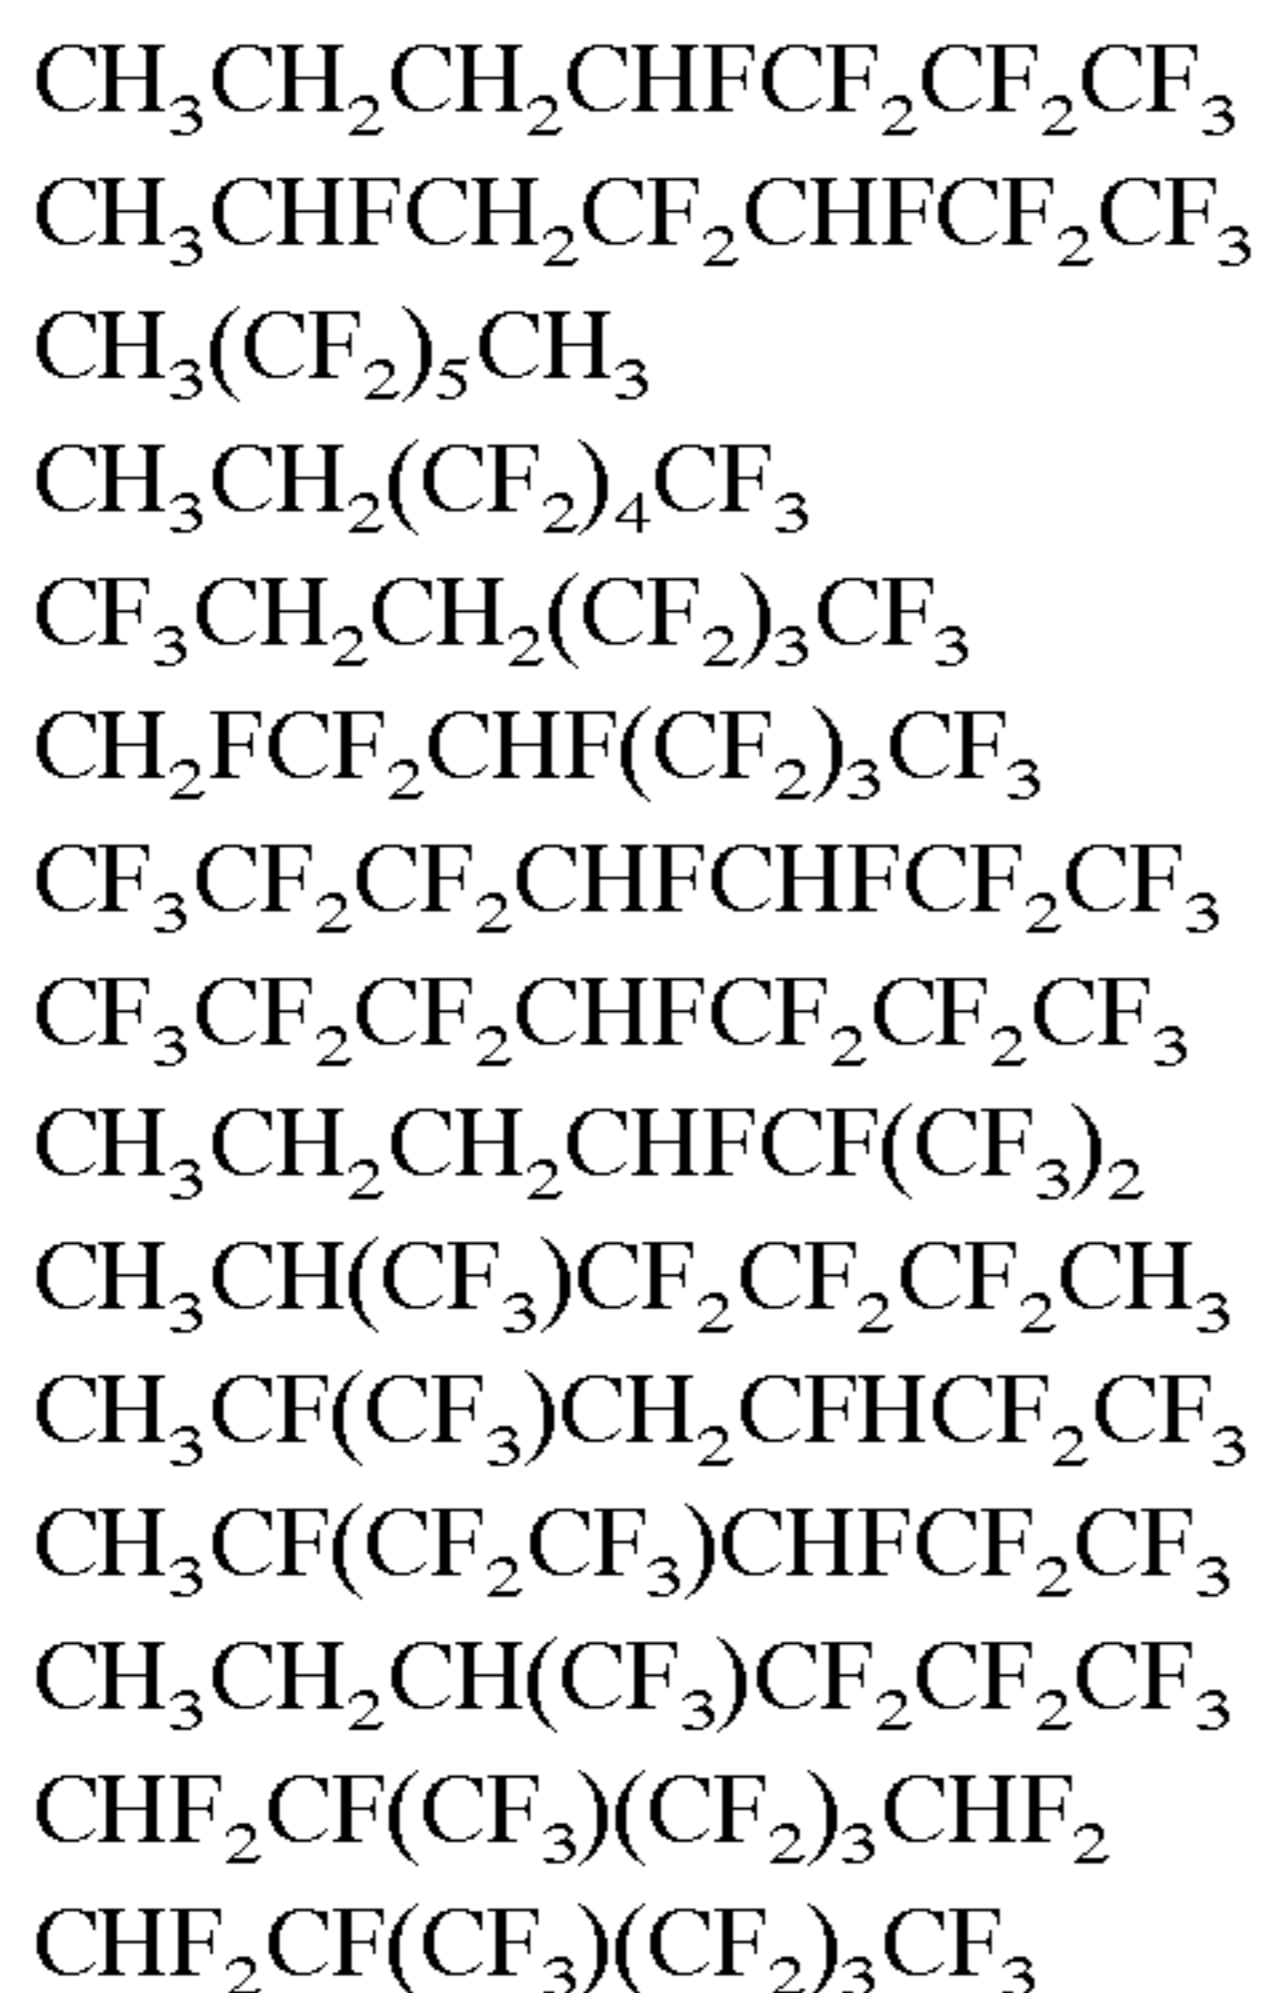 CH₃CH₂CH₂CHFCF₂CF₂CF₃
CH₃CHFCH₂CF₂CHFCF₂CF₃
CH₃(CF₂)₅CH₃
CH₃CH₂(CF₂)₄CF₃
CF₃CH₂CH₂(CF₂)₃CF₃
CH₂FCF₂CHF(CF₂)₃CF₃
CF₃CF₂CF₂CHFCHFCF₂CF₃
CF₃CF₂CF₂CHFCF₂CF₂CF₃
CH₃CH₂CH₂CHFCF(CF₃)₂
CH₃CH(CF₃)CF₂CF₂CF₂CH₃
CH₃CF(CF₃)CH₂CFHCF₂CF₃
CH₃CF(CF₂CF₃)CHFCF₂CF₃
CH₃CH₂CH(CF₃)CF₂CF₂CF₃
CHF₂CF(CF₃)(CF₂)₃CHF₂
CHF₂CF(CF₃)(CF₂)₃CF₃